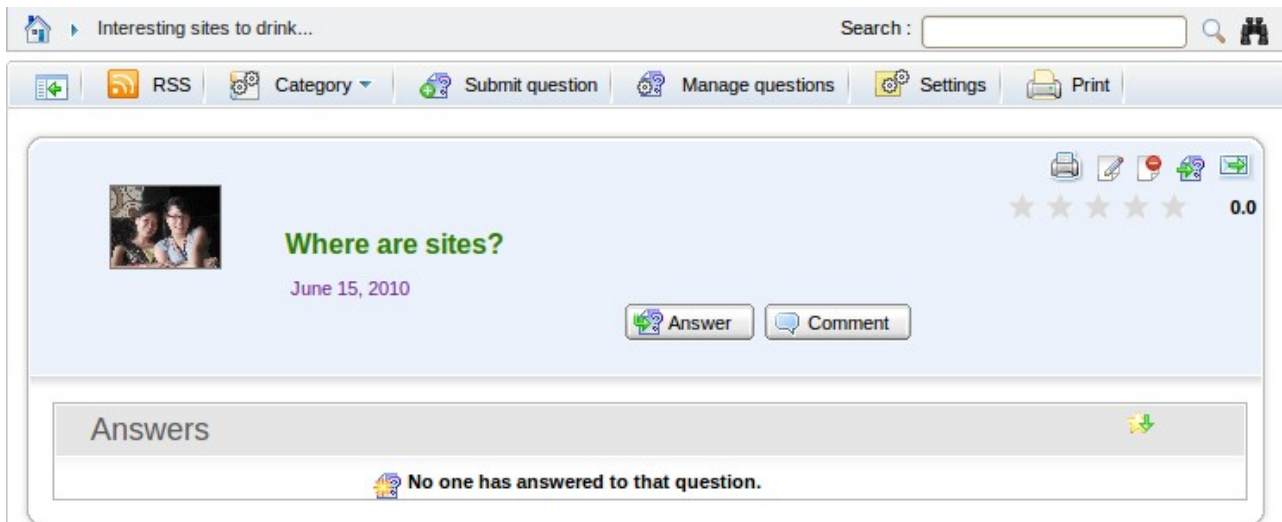 Interesting sites to drink... Search :
RSS Category Submit question Manage questions Settings Print
0.0
Where are sites?
June 15, 2010
Answer Comment
Answers
No one has answered to that question.